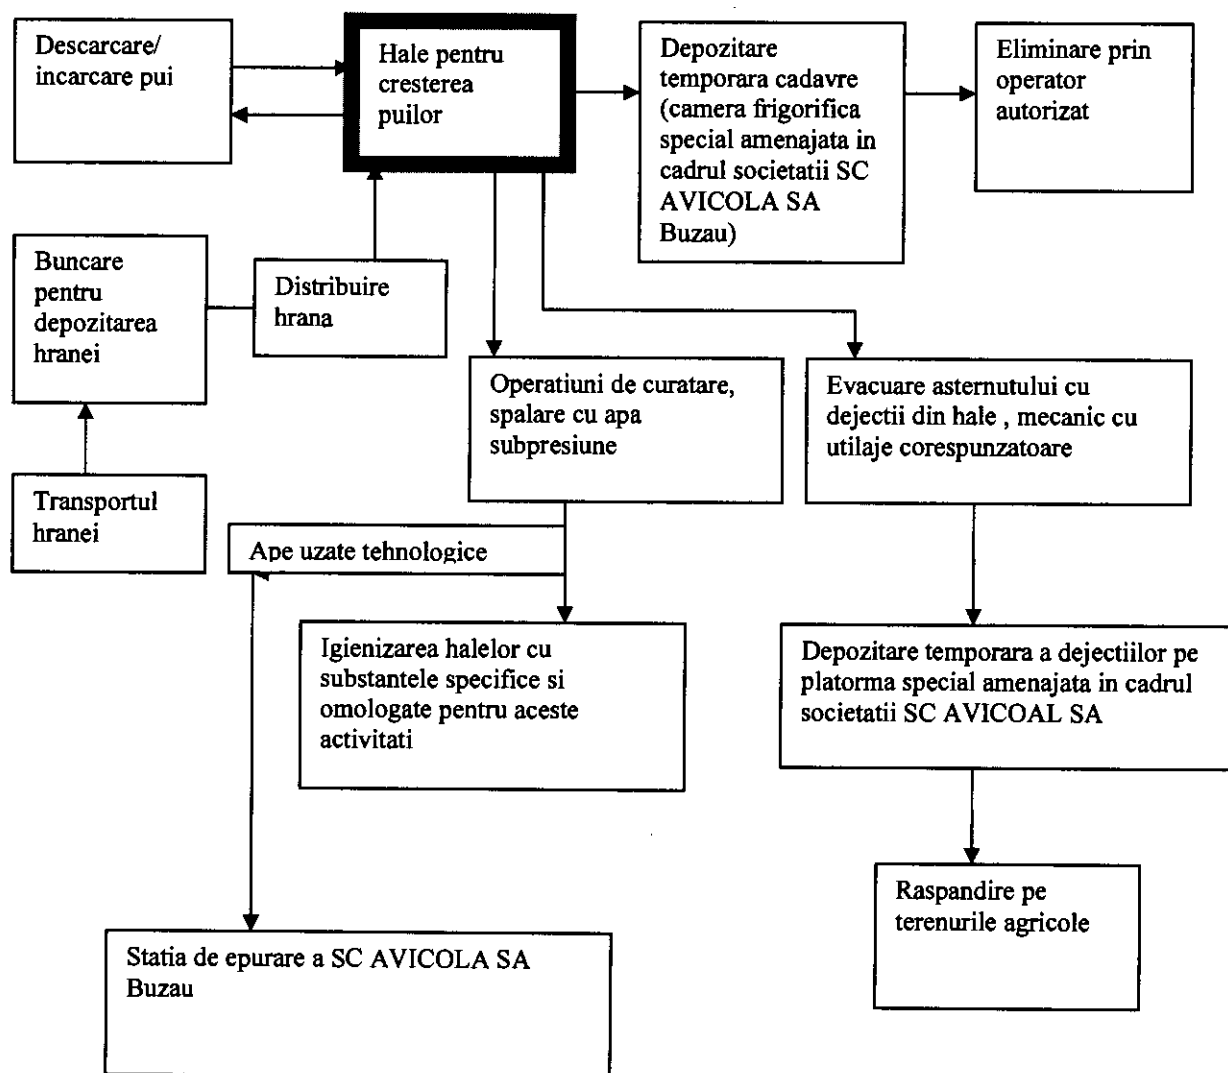 Descarcare/
incarcare pui
Hale pentru
cresterea
puilor
Depozitare
temporara cadavre
(camera frigorifica
special amenajata in
cadrul societatii SC
AVICOLA SA
Buzau)
Eliminare prin
operator
autorizat
Buncare
pentru
depozitarea
hranei
Distribuire
hrana
Transportul
hranei
Operatiuni de curatare,
spalare cu apa
subpresiune
Evacuare asternutului cu
dejectii din hale , mecanic cu
utilaje corespunzatoare
Ape uzate tehnologice
Igienizarea halelor cu
substantele specifice si
omologate pentru aceste
activitati
Depozitare temporara a dejectiilor pe
platorma special amenajata in cadrul
societatii SC AVICOAL SA
Raspandire pe
terenurile agricole
Statia de epurare a SC AVICOLA SA
Buzau